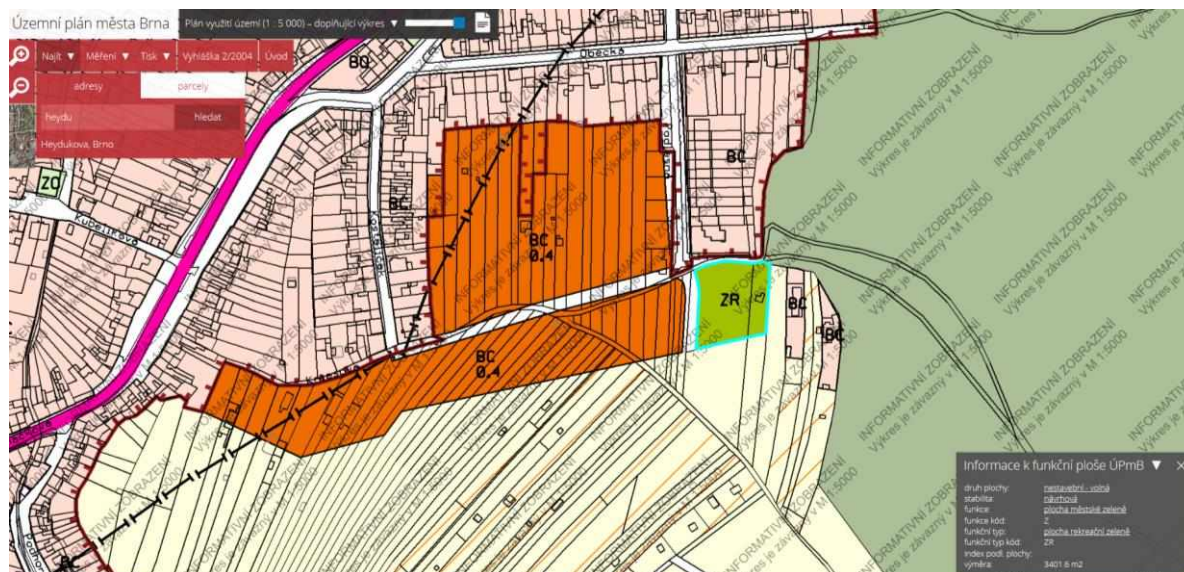 Územní plán města Brna
Plán využití území (1 : 5 000) – doplňující výkres ▼
Najít ▼ Měření ▼ Tisk ▼ Vyhláška 2/2004 Úvod
adresy parcely
heydu hledat
Heydukova, Brno
Obecká
BO
BC
ZO
Kubelíkova
BC
BC
0.4
ZR
BC
BC
BC
0.4
BC
INFORMATIVNÍ ZOBRAZENÍ
Výkres je závazný v M 1:5000
Informace k funkční ploše ÚPmB ▼ ×
druh plochy: nestavební - volná
stabilita: návrhová
funkce: plocha městské zeleně
funkce kód: Z
funkční typ: plocha rekreační zeleně
funkční typ kód: ZR
index podl. plochy:
výměra: 3401.6 m2